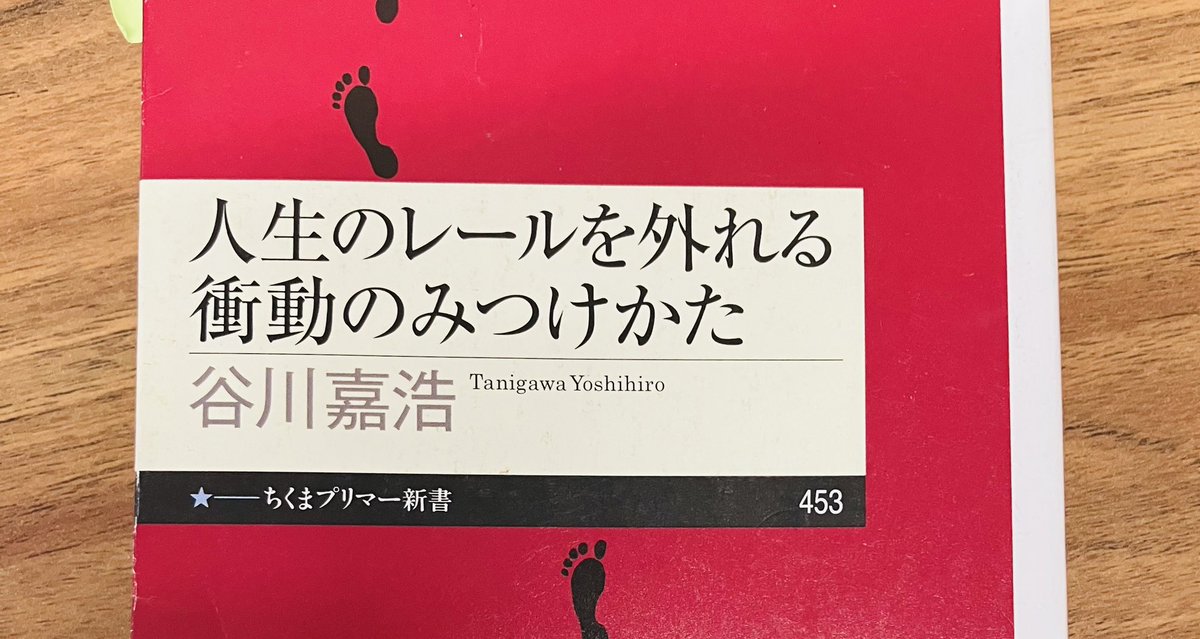 人生のレールを外れる
衝動のみつけかた
谷川嘉浩 Tanigawa Yoshihiro
★──ちくまプリマー新書 453